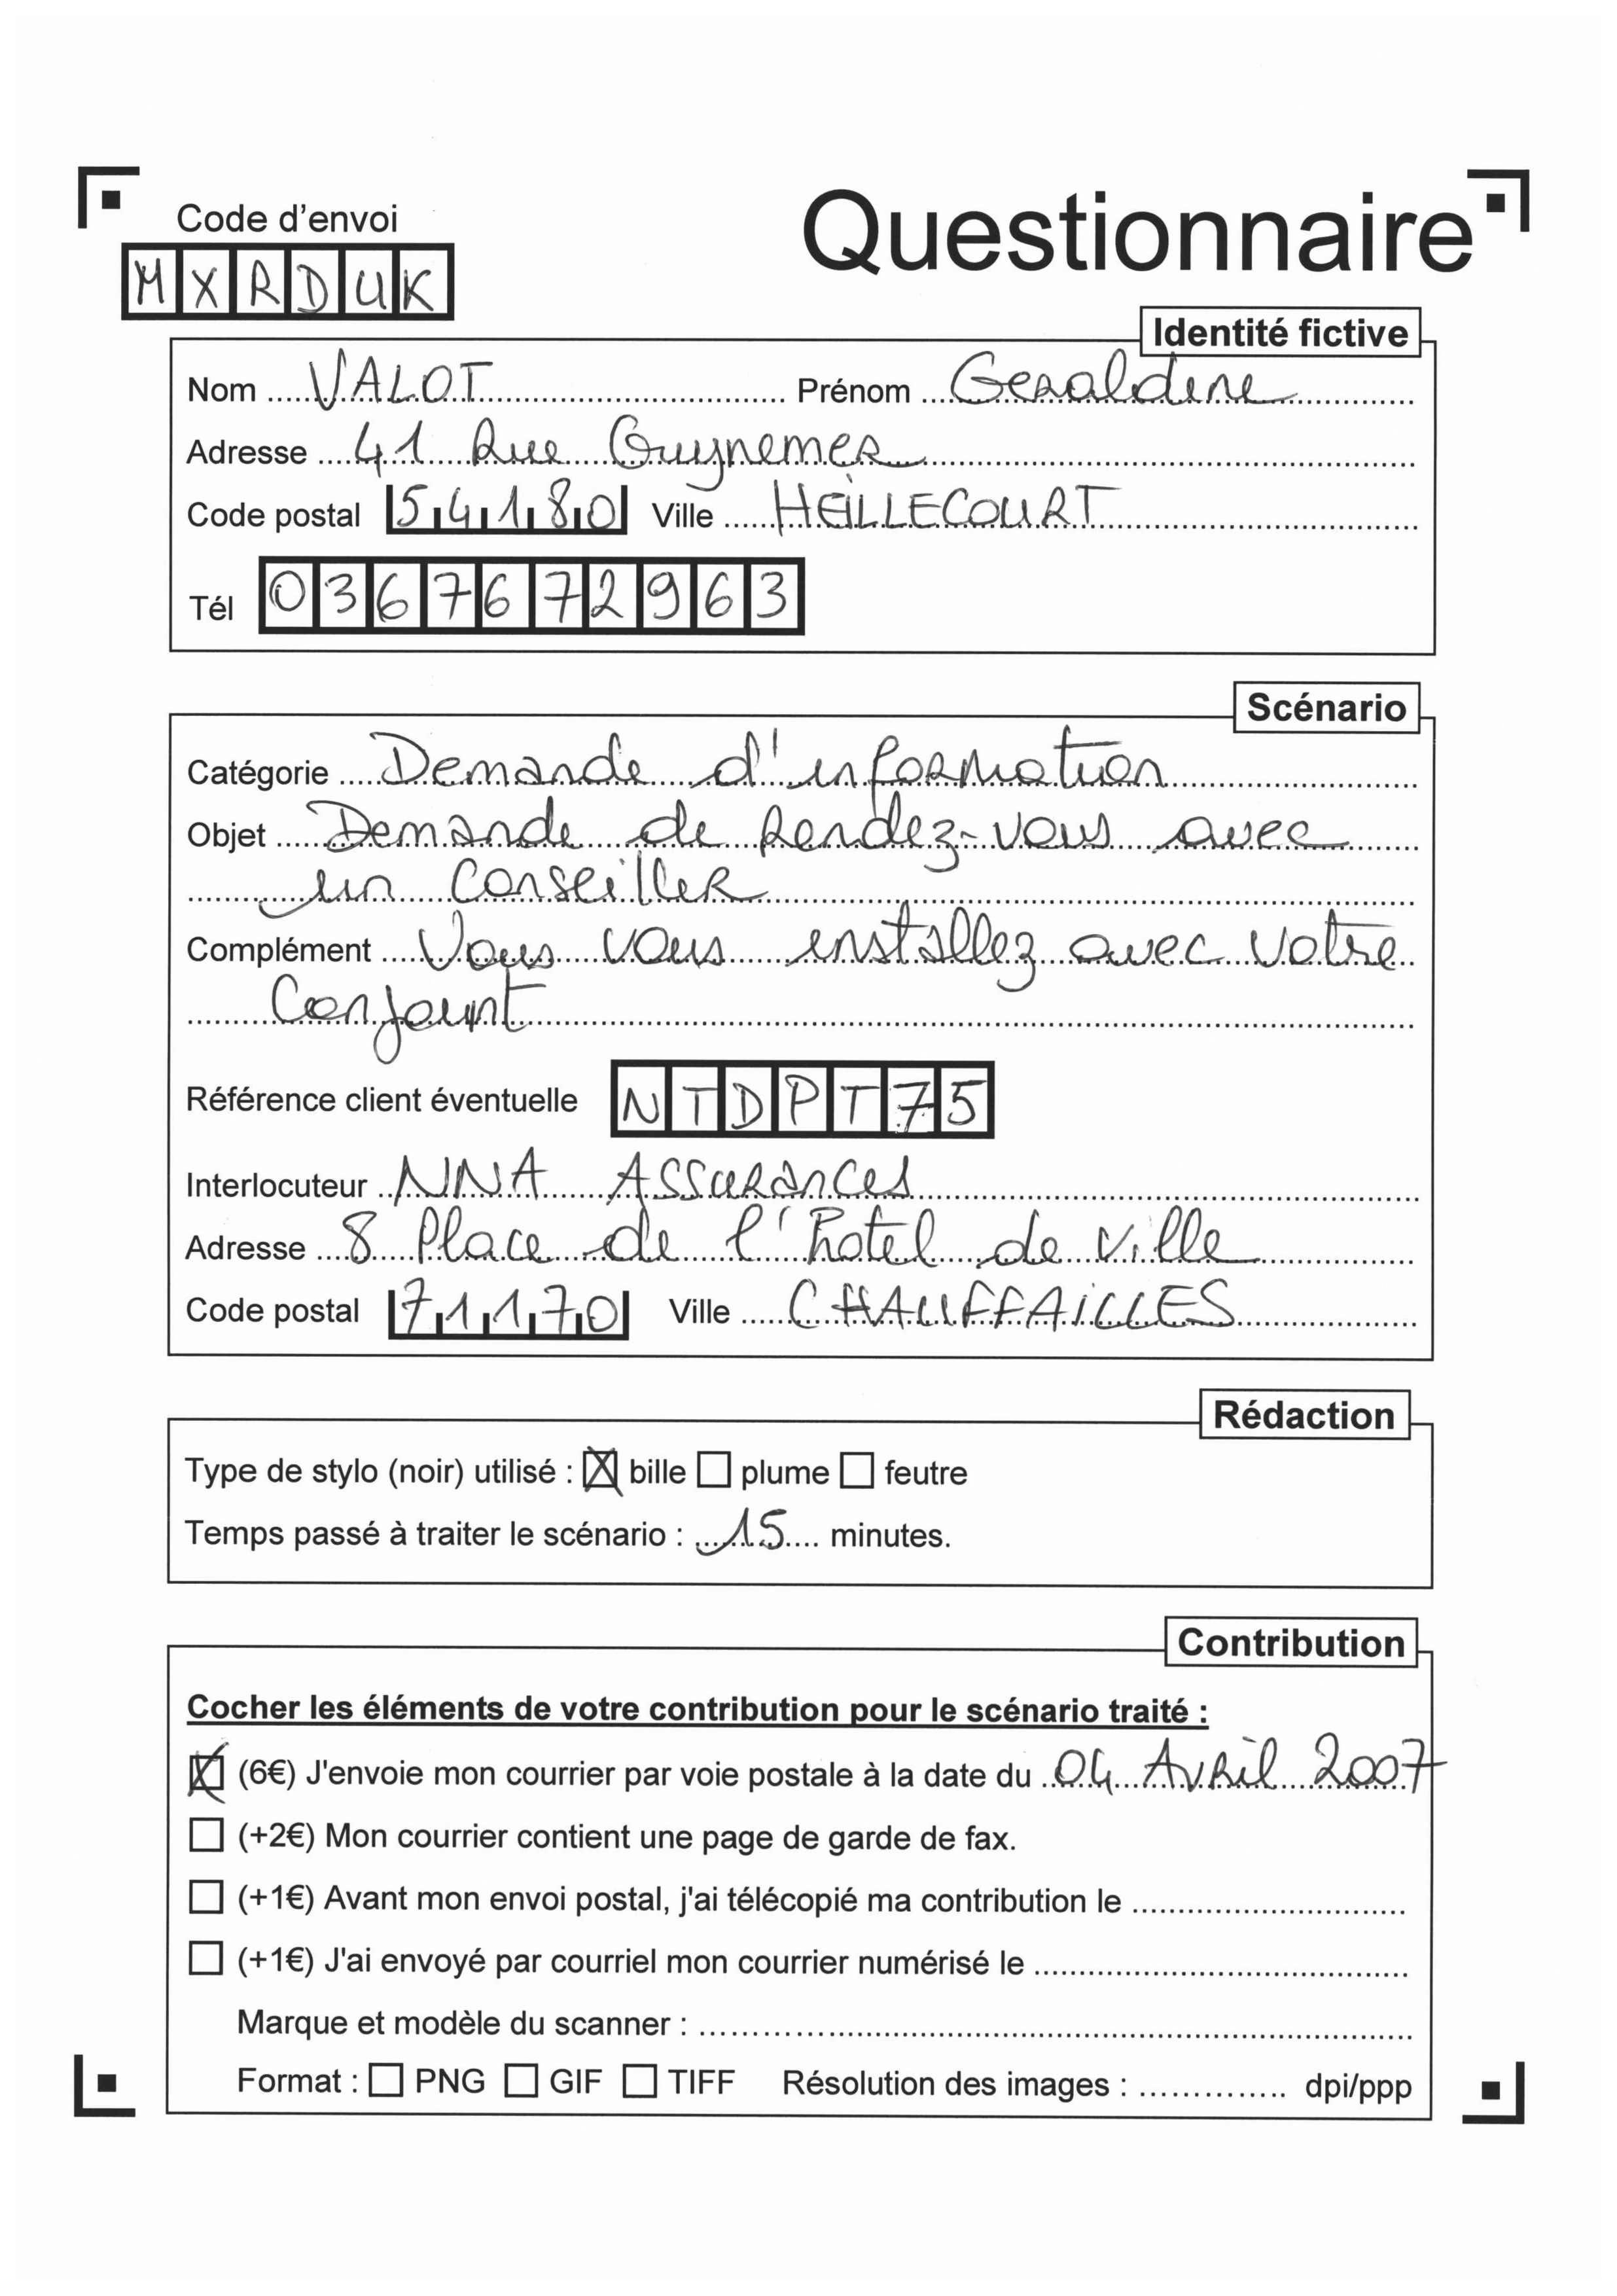 Code d'envoi
Questionnaire
MXRDUK
Identité fictive
Nom VALOT Prénom Geraldine
Adresse 41 Rue Guynemer
Code postal 54180 Ville HEILLECOURT
Tél 0367672963
Scénario
Catégorie Demande d'information
Objet Demande de Rendez-vous avec
un Conseiller
Complément Vous vous installez avec votre
Conjoint
Référence client éventuelle NTDPT75
Interlocuteur NNA Assurances
Adresse 8 Place de l'hotel de ville
Code postal 71170 Ville CHAUFFAILLES
Rédaction
Type de stylo (noir) utilisé : ☒ bille ☐ plume ☐ feutre
Temps passé à traiter le scénario : 15 minutes.
Contribution
Cocher les éléments de votre contribution pour le scénario traité :
☒ (6€) J'envoie mon courrier par voie postale à la date du 04 Avril 2007
☐ (+2€) Mon courrier contient une page de garde de fax.
☐ (+1€) Avant mon envoi postal, j'ai télécopié ma contribution le
☐ (+1€) J'ai envoyé par courriel mon courrier numérisé le
Marque et modèle du scanner :
Format : ☐ PNG ☐ GIF ☐ TIFF Résolution des images : dpi/ppp